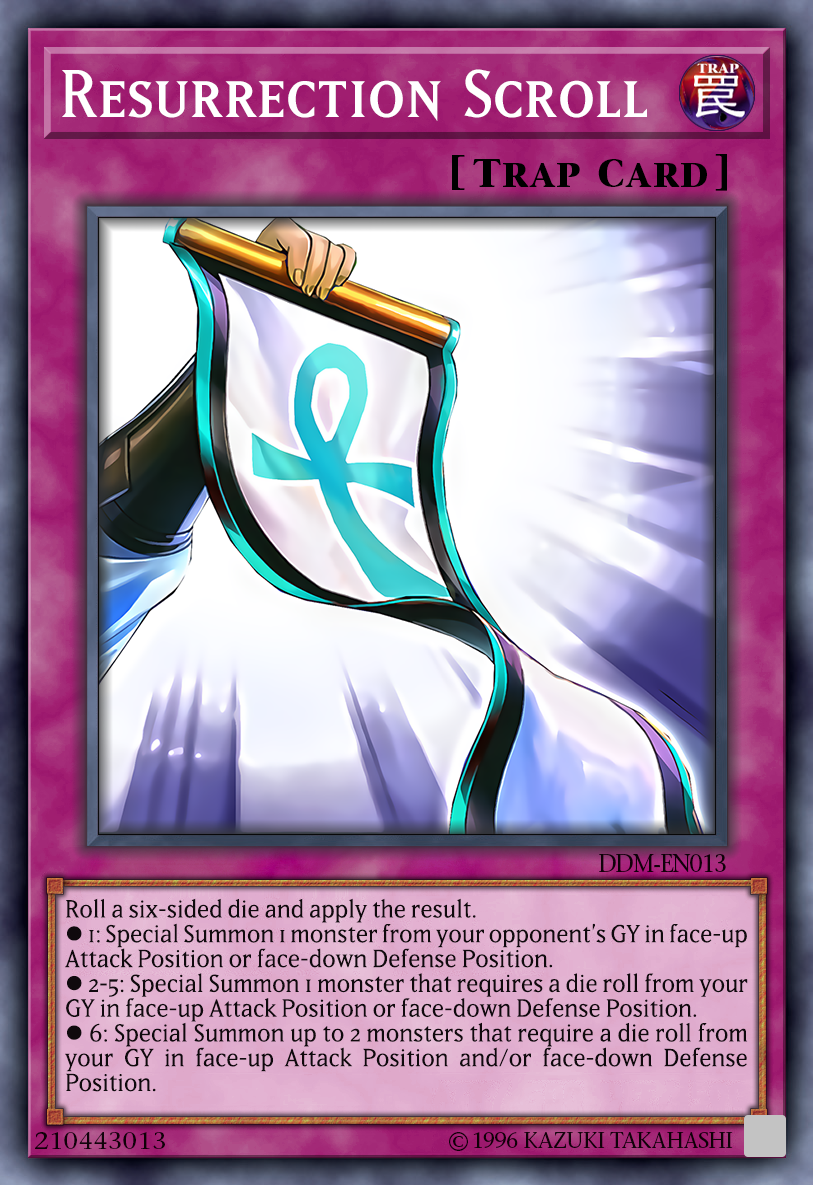 Resurrection Scroll
TRAP
罠
[Trap Card]
DDM-EN013
Roll a six-sided die and apply the result.
● 1: Special Summon 1 monster from your opponent's GY in face-up
Attack Position or face-down Defense Position.
● 2-5: Special Summon 1 monster that requires a die roll from your
GY in face-up Attack Position or face-down Defense Position.
● 6: Special Summon up to 2 monsters that require a die roll from
your GY in face-up Attack Position and/or face-down Defense
Position.
210443013
© 1996 KAZUKI TAKAHASHI